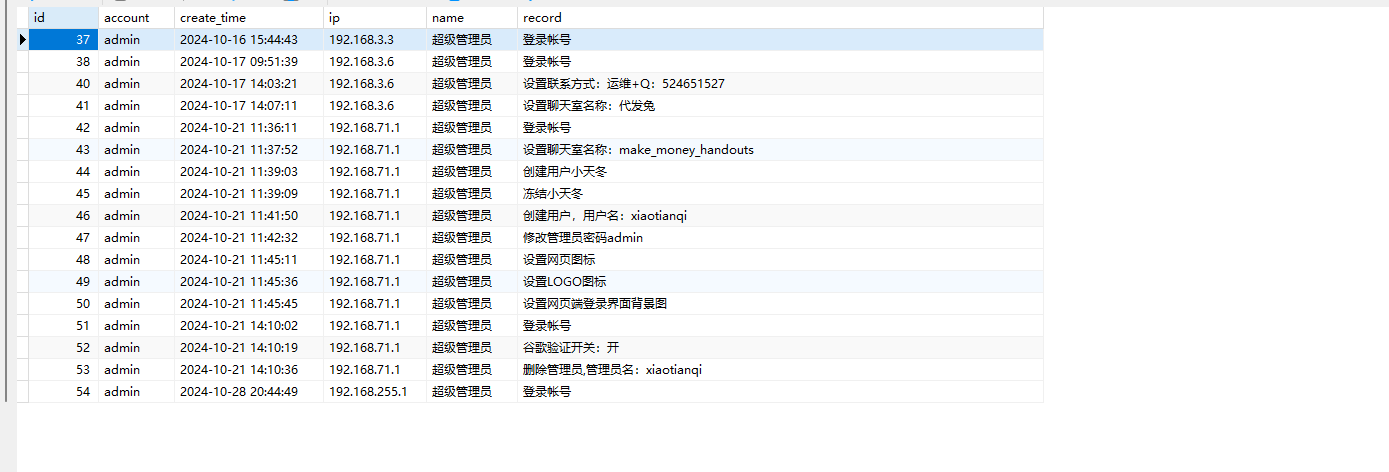 id account create_time ip name record
37 admin 2024-10-16 15:44:43 192.168.3.3 超级管理员 登录帐号
38 admin 2024-10-17 09:51:39 192.168.3.6 超级管理员 登录帐号
40 admin 2024-10-17 14:03:21 192.168.3.6 超级管理员 设置联系方式：运维+Q：524651527
41 admin 2024-10-17 14:07:11 192.168.3.6 超级管理员 设置聊天室名称：代发兔
42 admin 2024-10-21 11:36:11 192.168.71.1 超级管理员 登录帐号
43 admin 2024-10-21 11:37:52 192.168.71.1 超级管理员 设置聊天室名称：make_money_handouts
44 admin 2024-10-21 11:39:03 192.168.71.1 超级管理员 创建用户小天冬
45 admin 2024-10-21 11:39:09 192.168.71.1 超级管理员 冻结小天冬
46 admin 2024-10-21 11:41:50 192.168.71.1 超级管理员 创建用户，用户名：xiaotianqi
47 admin 2024-10-21 11:42:32 192.168.71.1 超级管理员 修改管理员密码admin
48 admin 2024-10-21 11:45:11 192.168.71.1 超级管理员 设置网页图标
49 admin 2024-10-21 11:45:36 192.168.71.1 超级管理员 设置LOGO图标
50 admin 2024-10-21 11:45:45 192.168.71.1 超级管理员 设置网页端登录界面背景图
51 admin 2024-10-21 14:10:02 192.168.71.1 超级管理员 登录帐号
52 admin 2024-10-21 14:10:19 192.168.71.1 超级管理员 谷歌验证开关：开
53 admin 2024-10-21 14:10:36 192.168.71.1 超级管理员 删除管理员,管理员名：xiaotianqi
54 admin 2024-10-28 20:44:49 192.168.255.1 超级管理员 登录帐号